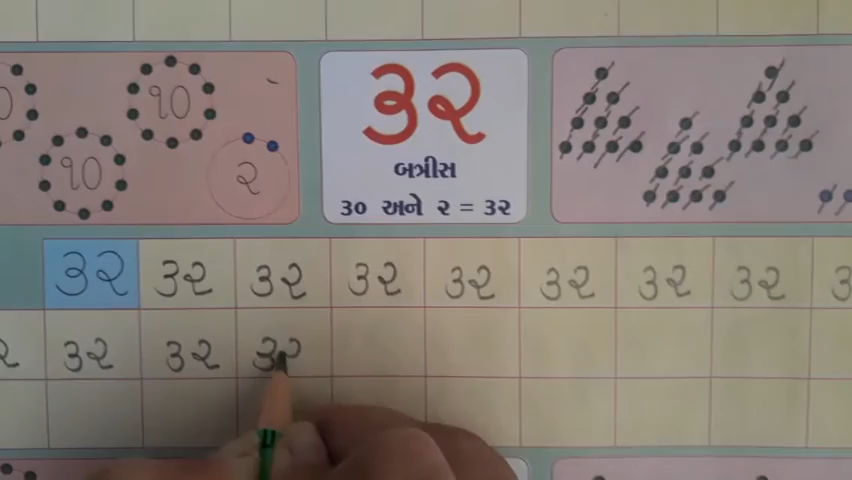 ૧૦
૧૦ ૨
૩૨
બત્રીસ
૩૦ અને ૨ = ૩૨
૩૨ ૩૨ ૩૨ ૩૨ ૩૨ ૩૨ ૩૨ ૩૨
૩૨ ૩૨ ૩૨